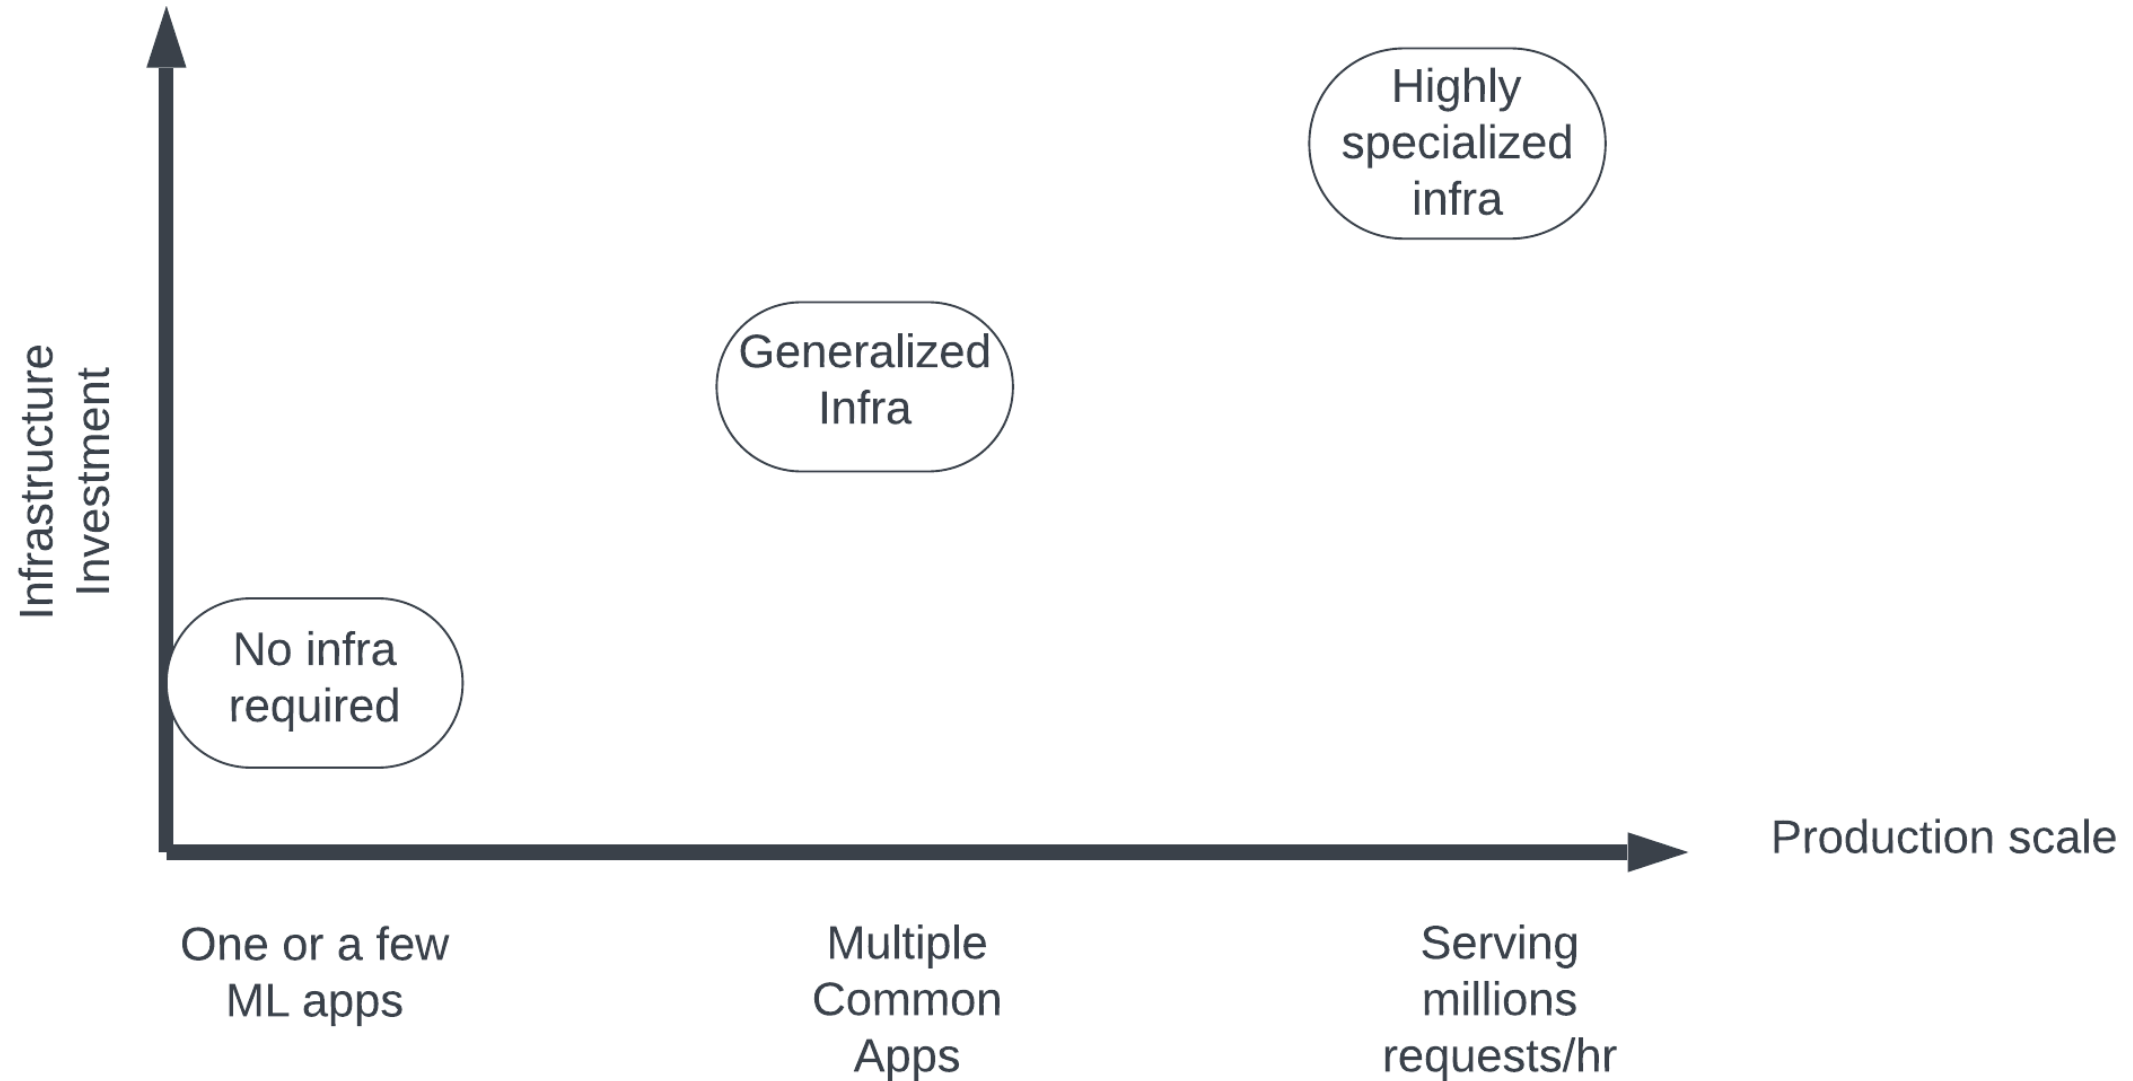 Highly
specialized
infra
Generalized
Infra
Infrastructure
Investment
No infra
required
Production scale
One or a few
ML apps
Multiple
Common
Apps
Serving
millions
requests/hr